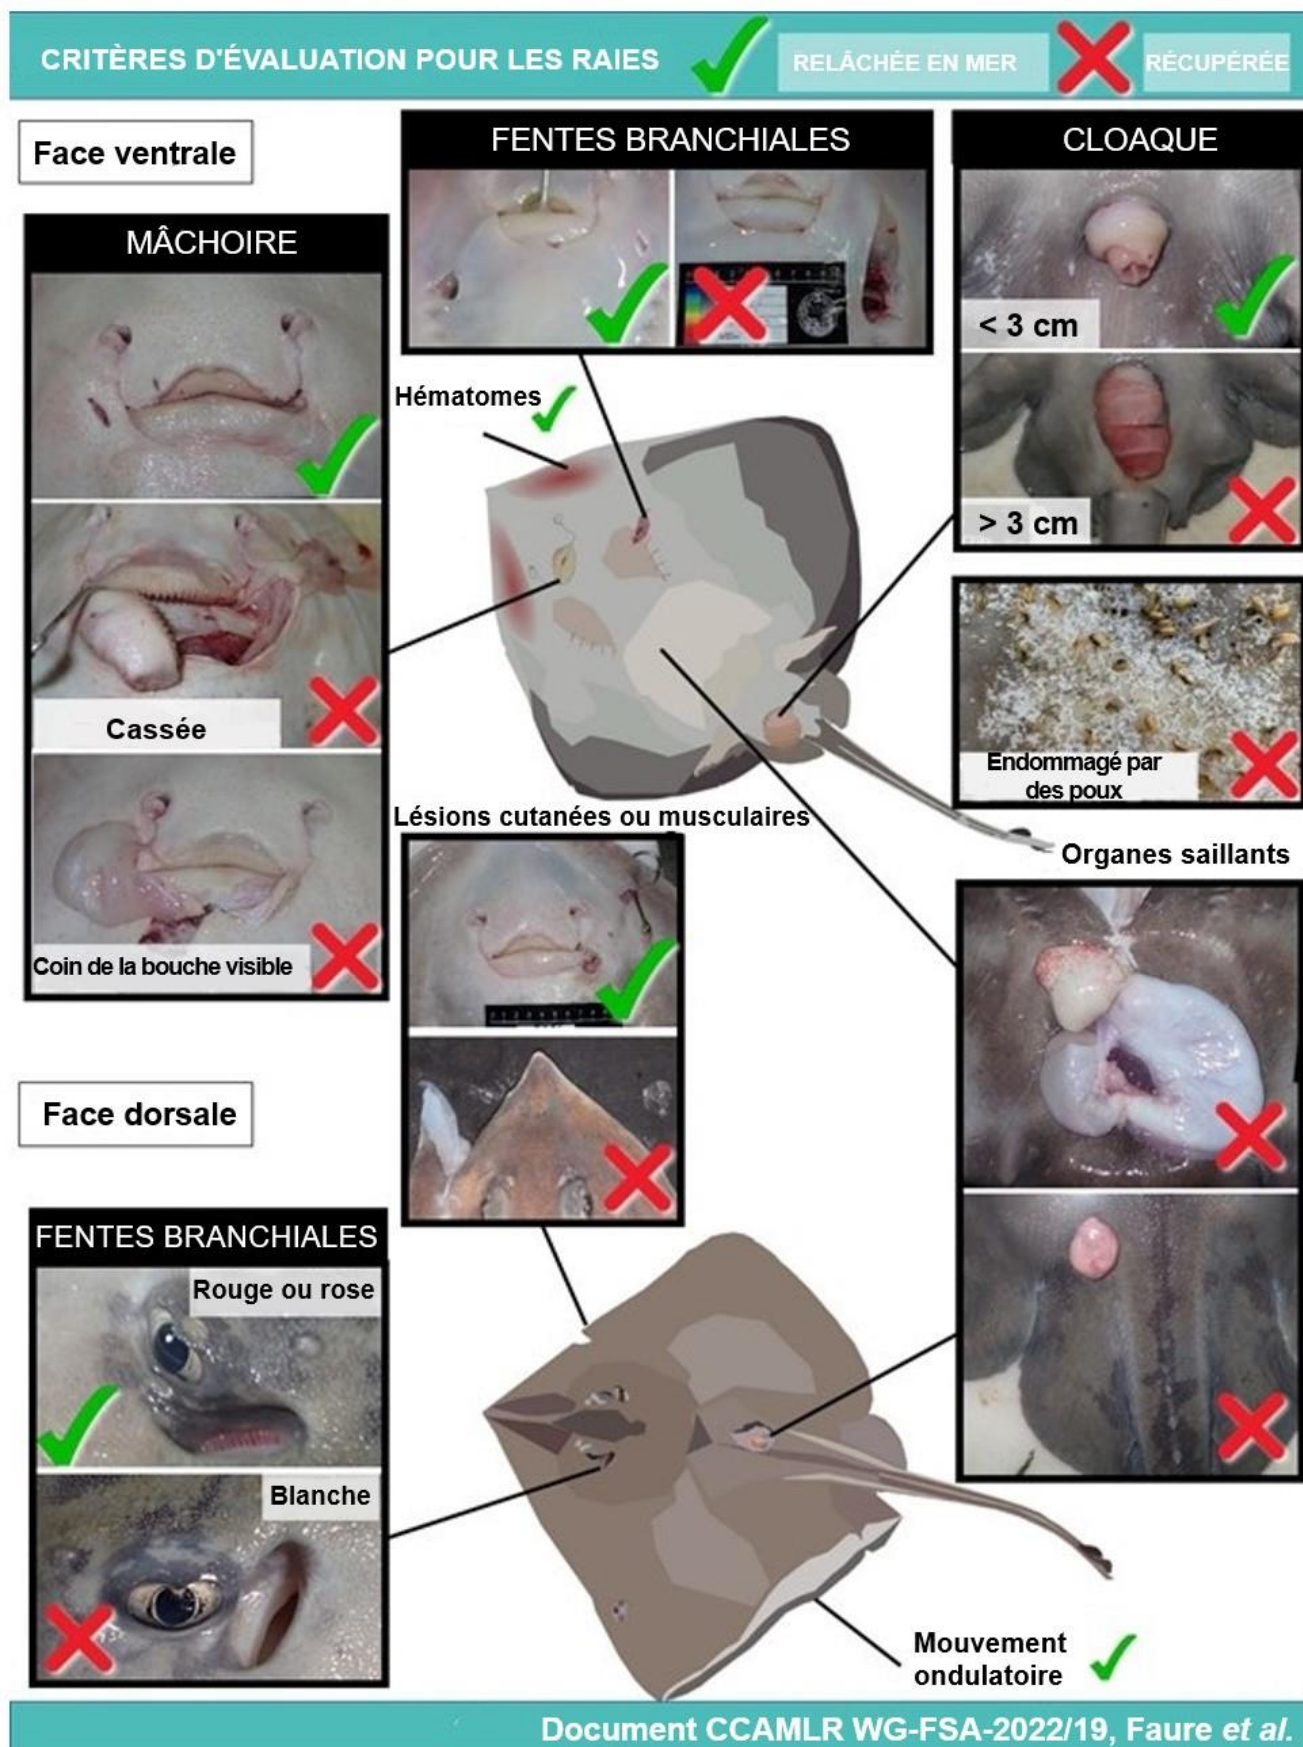 CRITÈRES D'ÉVALUATION POUR LES RAIES
RELÂCHÉE EN MER
RÉCUPÉRÉE
Face ventrale
FENTES BRANCHIALES
CLOAQUE
< 3 cm
> 3 cm
MÂCHOIRE
Cassée
Coin de la bouche visible
Hématomes
Endommagé par
des poux
Lésions cutanées ou musculaires
Organes saillants
Face dorsale
FENTES BRANCHIALES
Rouge ou rose
Blanche
Mouvement
ondulatoire
Document CCAMLR WG-FSA-2022/19, Faure et al.